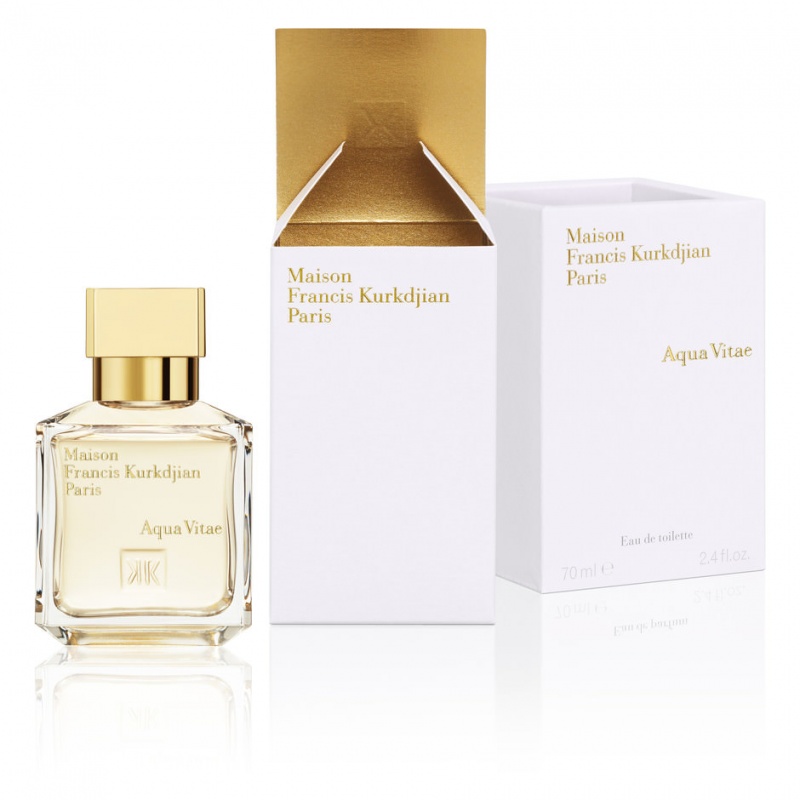 Maison
Francis Kurkdjian
Paris
Aqua Vitae
Maison
Francis Kurkdjian
Paris
Maison
Francis Kurkdjian
Paris
Aqua Vitae
Eau de toilette
70 ml ℮ 2.4 fl.oz.